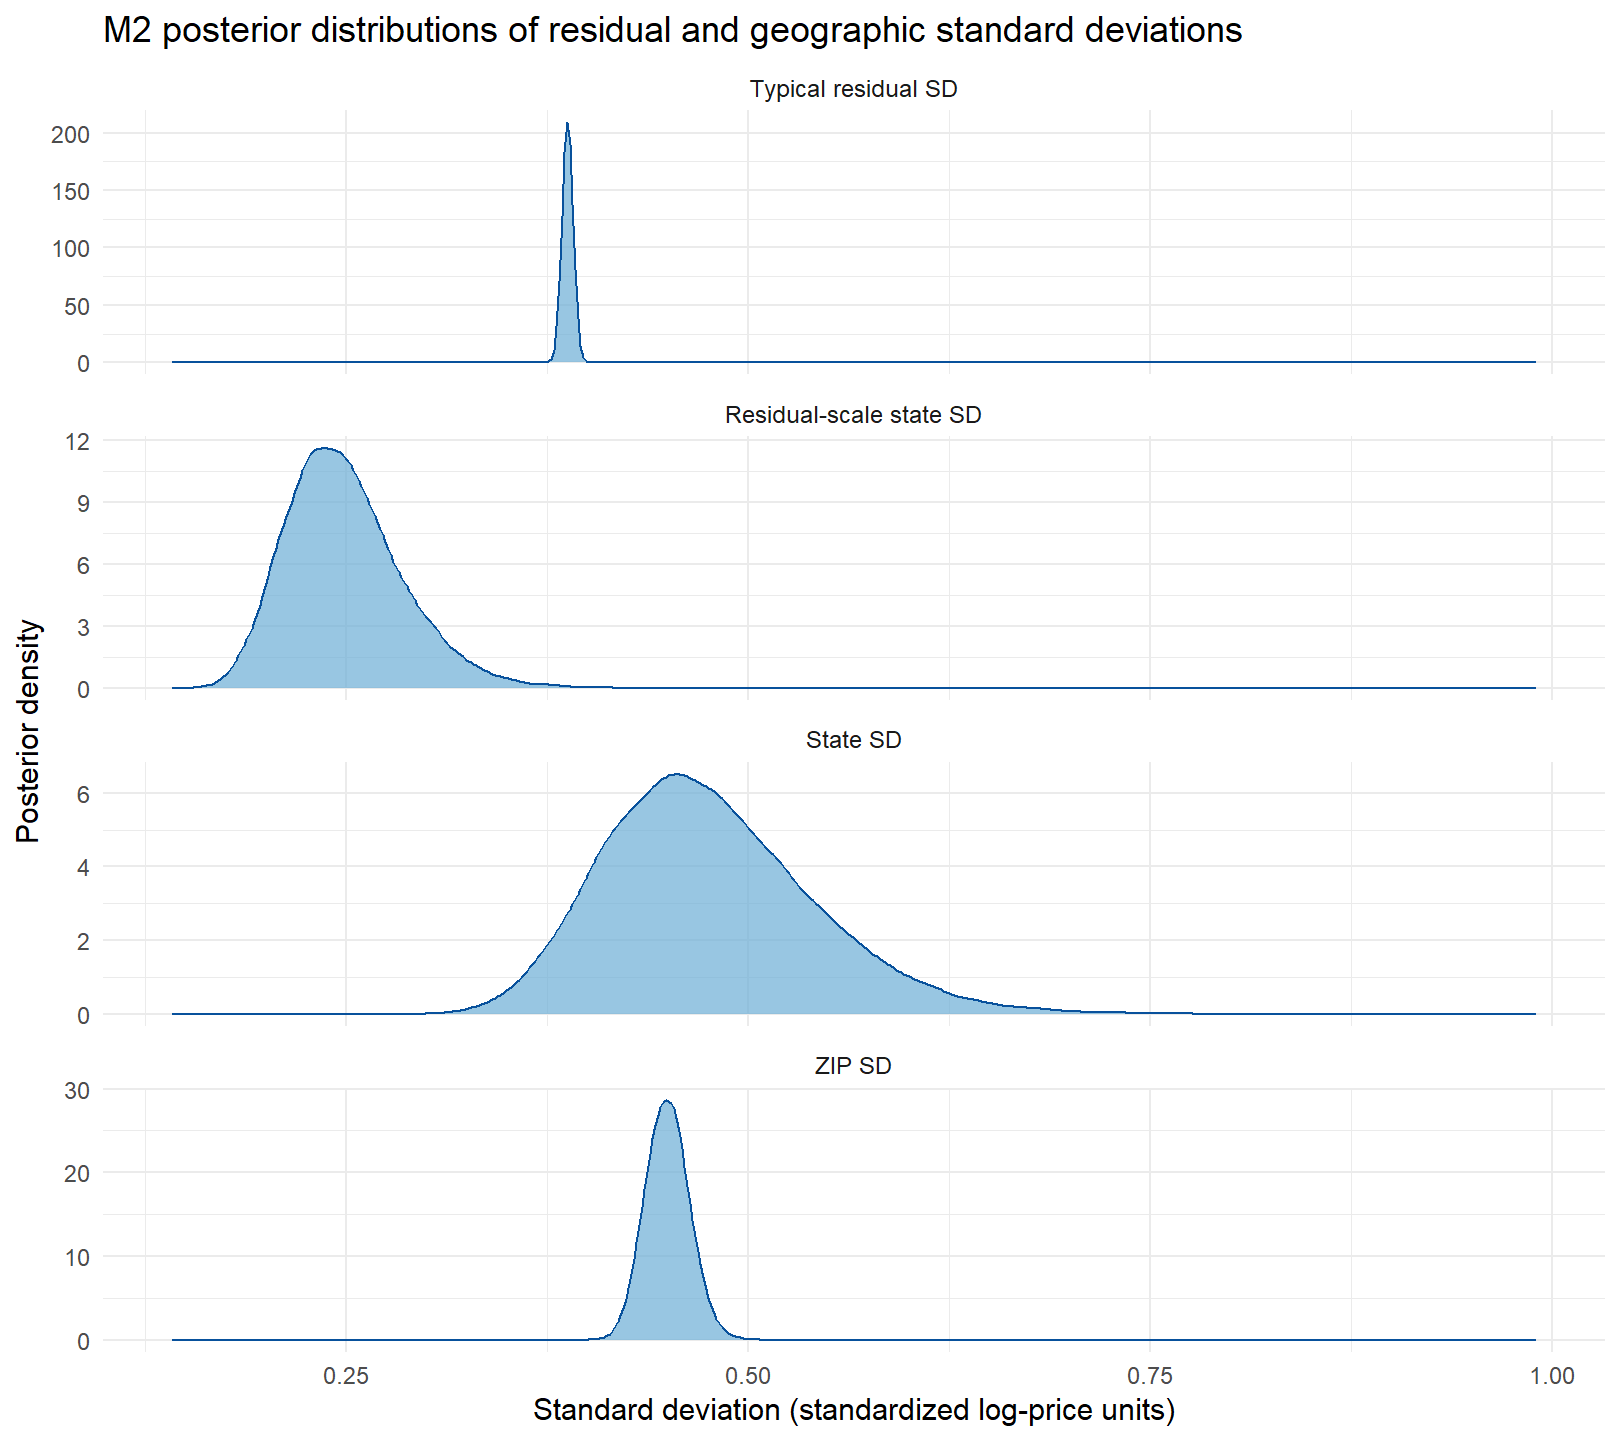 M2 posterior distributions of residual and geographic standard deviations
Typical residual SD
200
150
100
50
0
Residual-scale state SD
12
9
6
3
0
State SD
6
4
2
0
ZIP SD
30
20
10
0
0.25 0.50 0.75 1.00
Standard deviation (standardized log-price units)
Posterior density